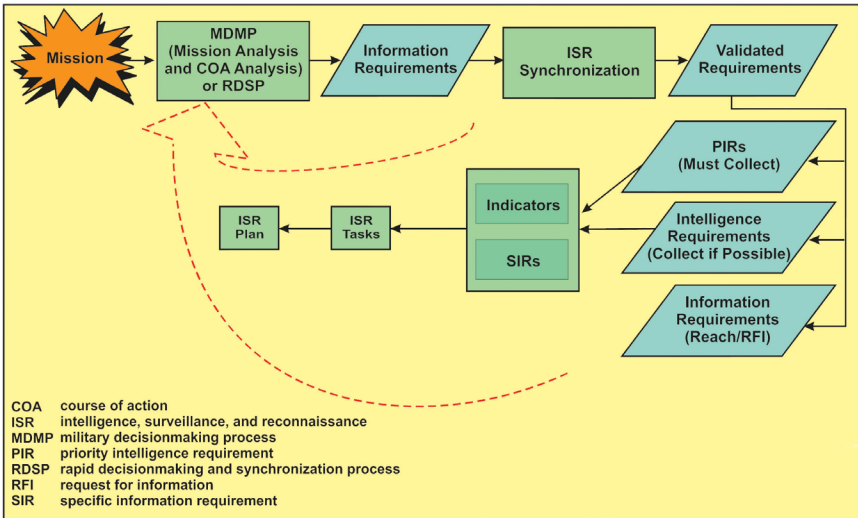 Mission
MDMP
(Mission Analysis
and COA Analysis)
or RDSP
Information
Requirements
ISR
Synchronization
Validated
Requirements
PIRs
(Must Collect)
Indicators
SIRs
ISR
Tasks
ISR
Plan
Intelligence
Requirements
(Collect if Possible)
Information
Requirements
(Reach/RFI)
COA course of action
ISR intelligence, surveillance, and reconnaissance
MDMP military decisionmaking process
PIR priority intelligence requirement
RDSP rapid decisionmaking and synchronization process
RFI request for information
SIR specific information requirement